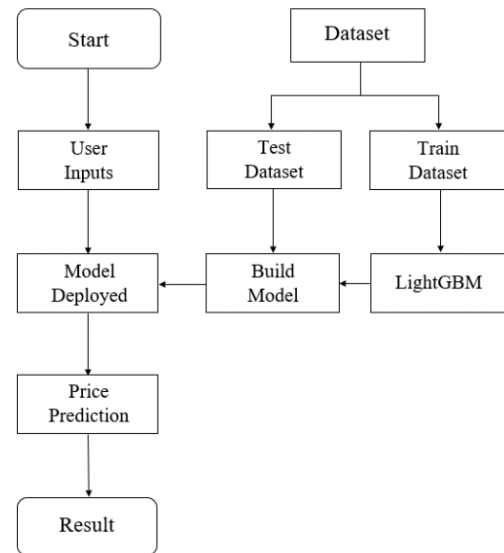 Start
Dataset
User
Inputs
Test
Dataset
Train
Dataset
Model
Deployed
Build
Model
LightGBM
Price
Prediction
Result